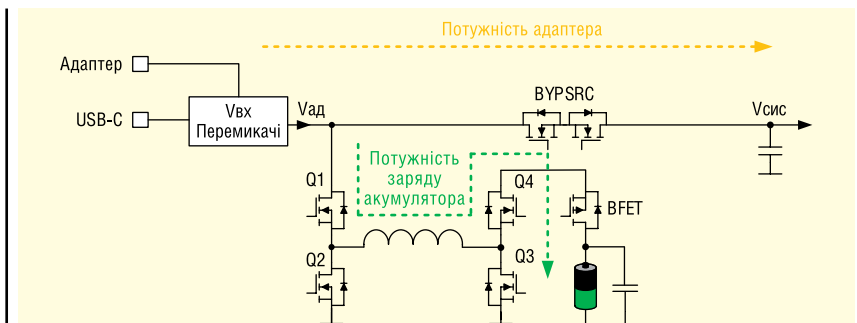 Потужність адаптера
Адаптер
BYPSRC
Vсис
USB-C
Vвх
Перемикачі
Vад
Потужність
заряду
акумулятора
Q1
Q4
BFET
Q2
Q3